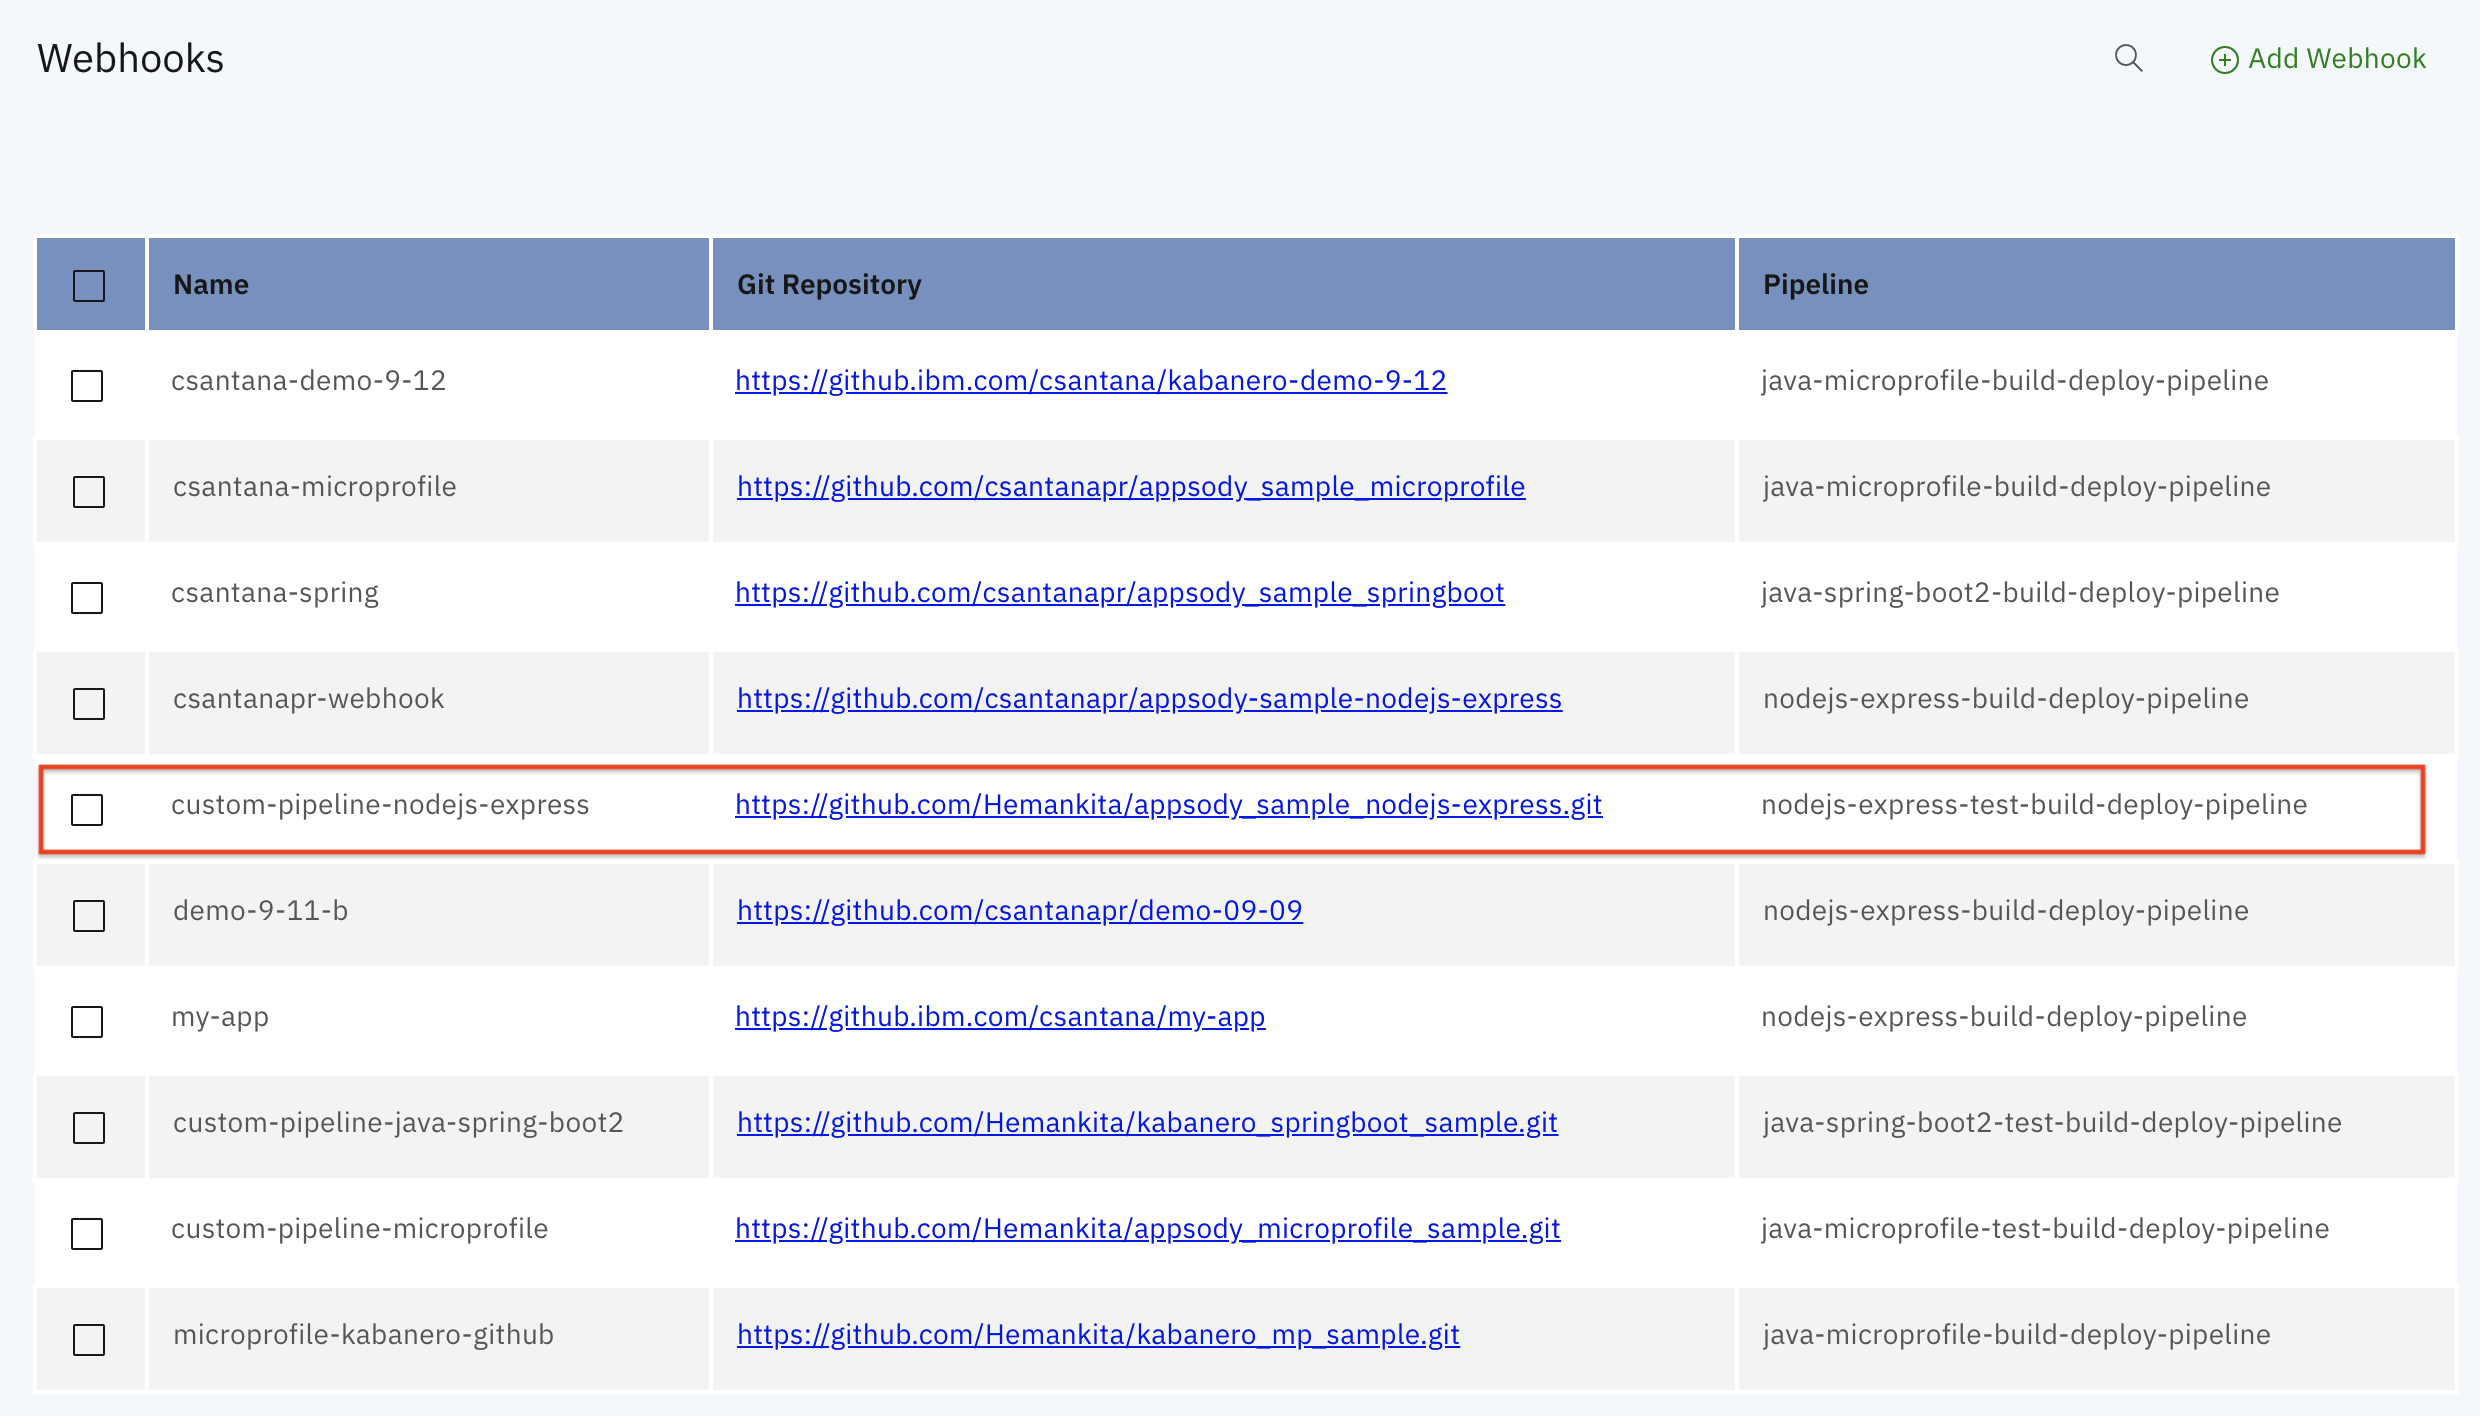 Webhooks
Add Webhook
Name Git Repository Pipeline
csantana-demo-9-12 https://github.ibm.com/csantana/kabanero-demo-9-12 java-microprofile-build-deploy-pipeline
csantana-microprofile https://github.com/csantanapr/appsody_sample_microprofile java-microprofile-build-deploy-pipeline
csantana-spring https://github.com/csantanapr/appsody_sample_springboot java-spring-boot2-build-deploy-pipeline
csantanapr-webhook https://github.com/csantanapr/appsody-sample-nodejs-express nodejs-express-build-deploy-pipeline
custom-pipeline-nodejs-express https://github.com/Hemankita/appsody_sample_nodejs-express.git nodejs-express-test-build-deploy-pipeline
demo-9-11-b https://github.com/csantanapr/demo-09-09 nodejs-express-build-deploy-pipeline
my-app https://github.ibm.com/csantana/my-app nodejs-express-build-deploy-pipeline
custom-pipeline-java-spring-boot2 https://github.com/Hemankita/kabanero_springboot_sample.git java-spring-boot2-test-build-deploy-pipeline
custom-pipeline-microprofile https://github.com/Hemankita/appsody_microprofile_sample.git java-microprofile-test-build-deploy-pipeline
microprofile-kabanero-github https://github.com/Hemankita/kabanero_mp_sample.git java-microprofile-build-deploy-pipeline